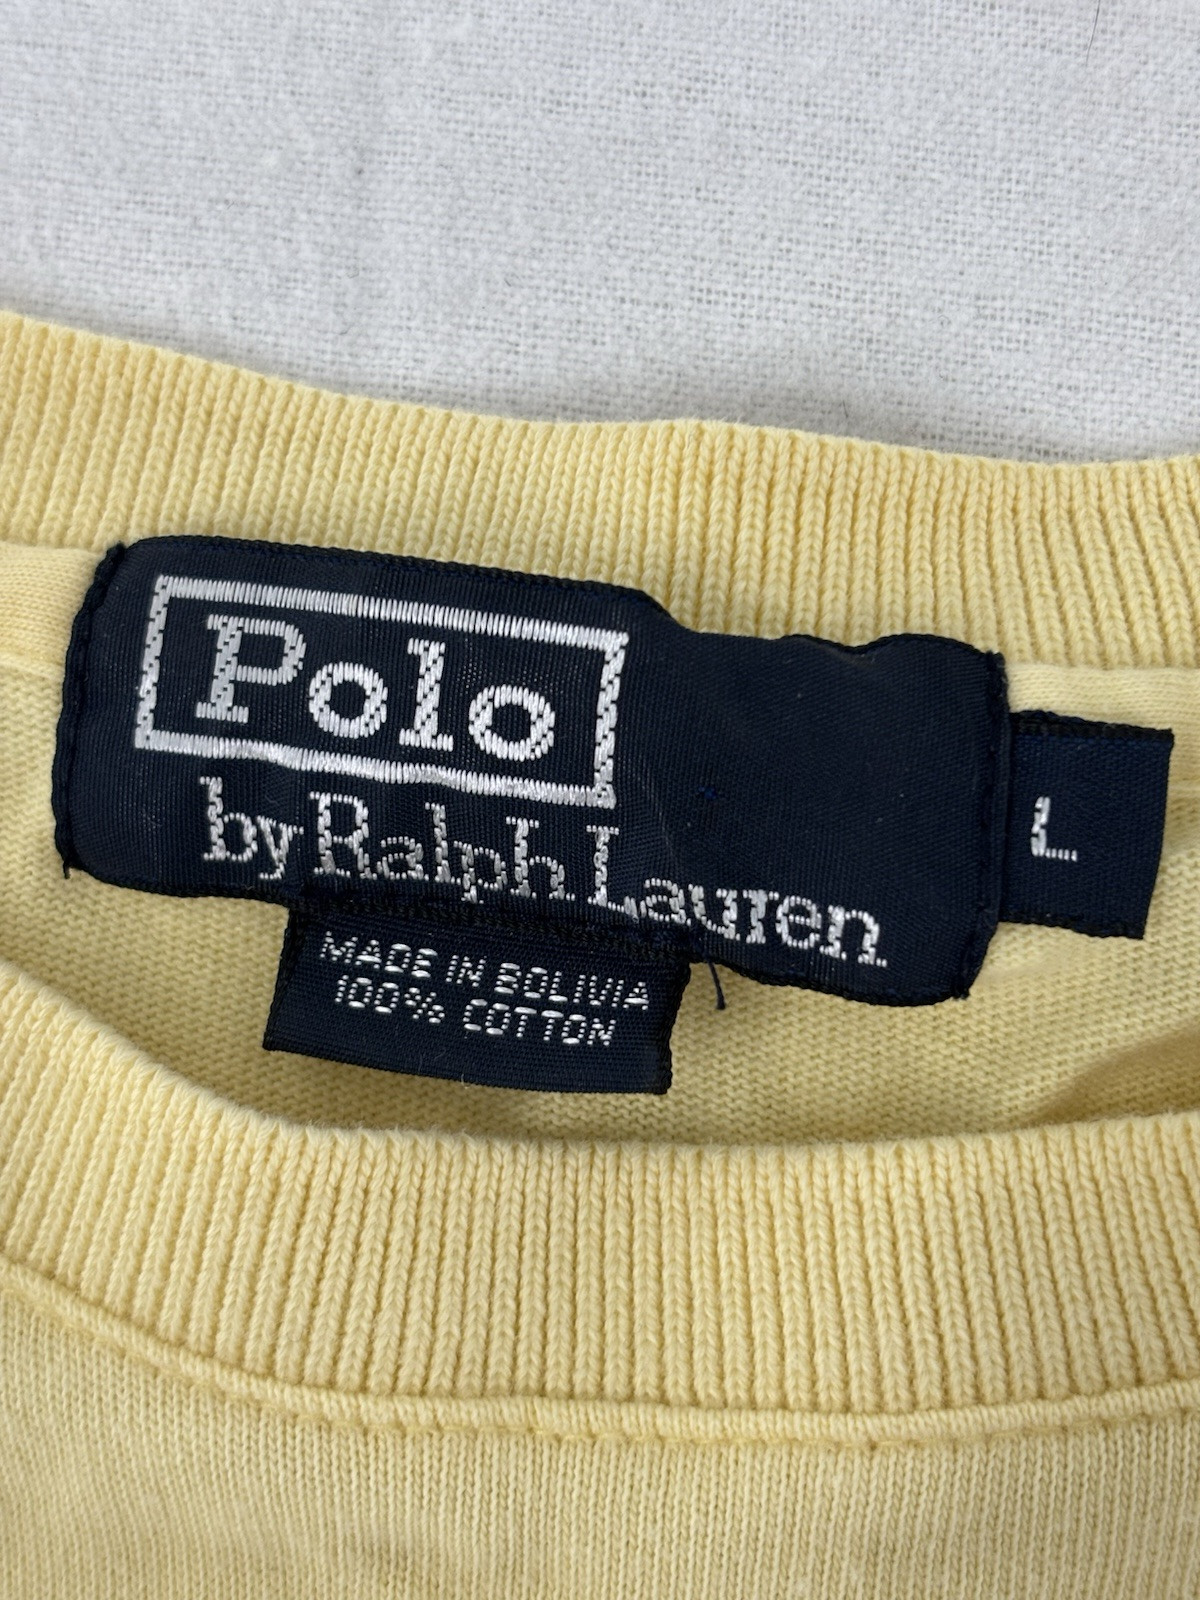 Polo
by Ralph Lauren
L
MADE IN BOLIVIA
100% COTTON